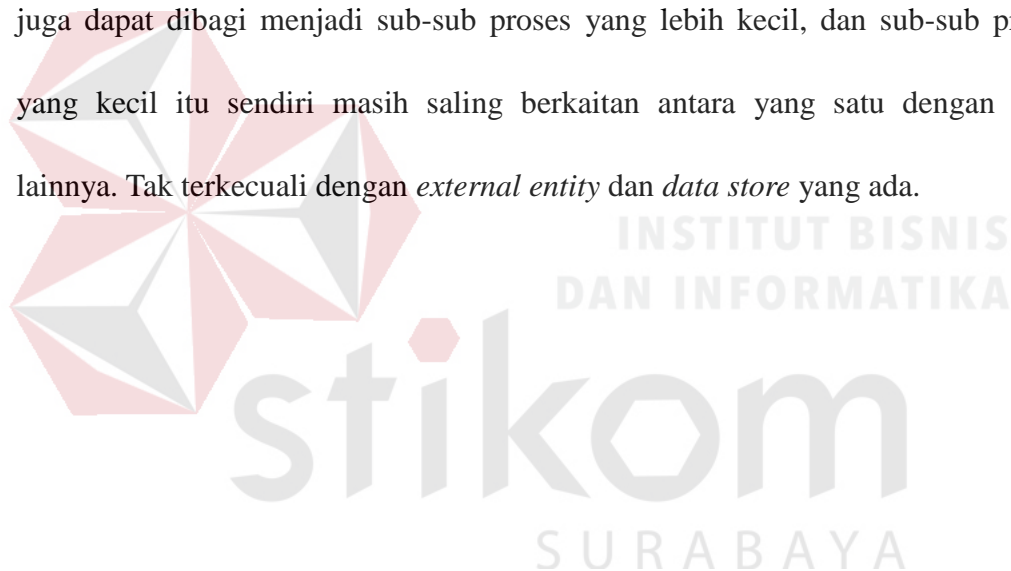 juga dapat dibagi menjadi sub-sub proses yang lebih kecil, dan sub-sub
yang kecil itu sendiri masih saling berkaitan antara yang satu dengan
lainnya. Tak terkecuali dengan external entity dan data store yang ada.
INSTITUT BISNIS
DAN INFORMATIKA
stikom
SURABAYA